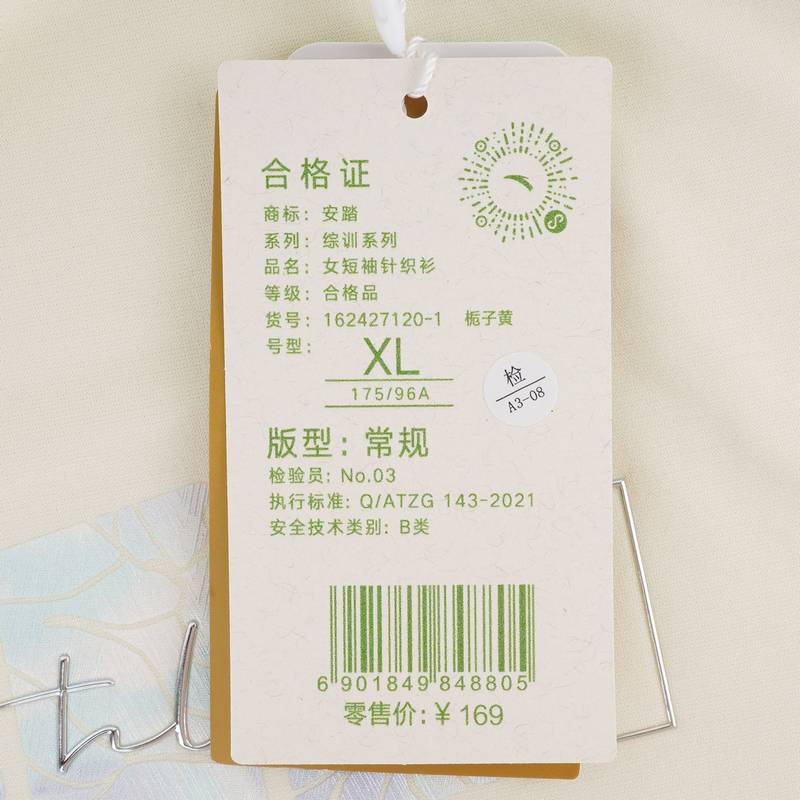 合格证
商标：安踏
系列：综训系列
品名：女短袖针织衫
等级：合格品
货号：162427120-1 栀子黄
号型：XL
175/96A
检
A3-08
版型：常规
检验员：No.03
执行标准：Q/ATZG 143-2021
安全技术类别：B类
6 901849 848805
零售价：¥ 169